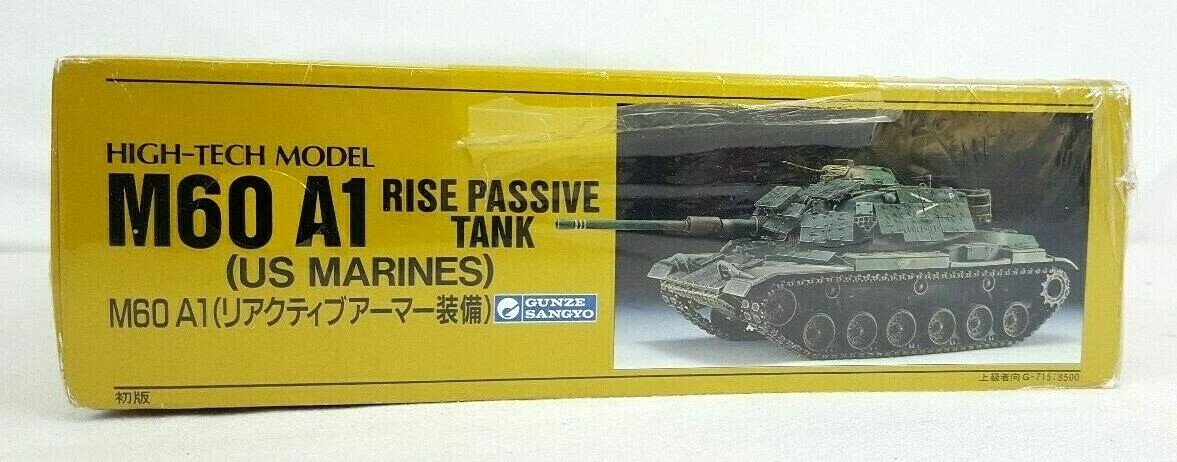 HIGH-TECH MODEL
M60 A1 RISE PASSIVE TANK
(US MARINES)
M60 A1(リアクティブアーマー装備)
GUNZE
SANGYO
初版
上級者向G-715:8500